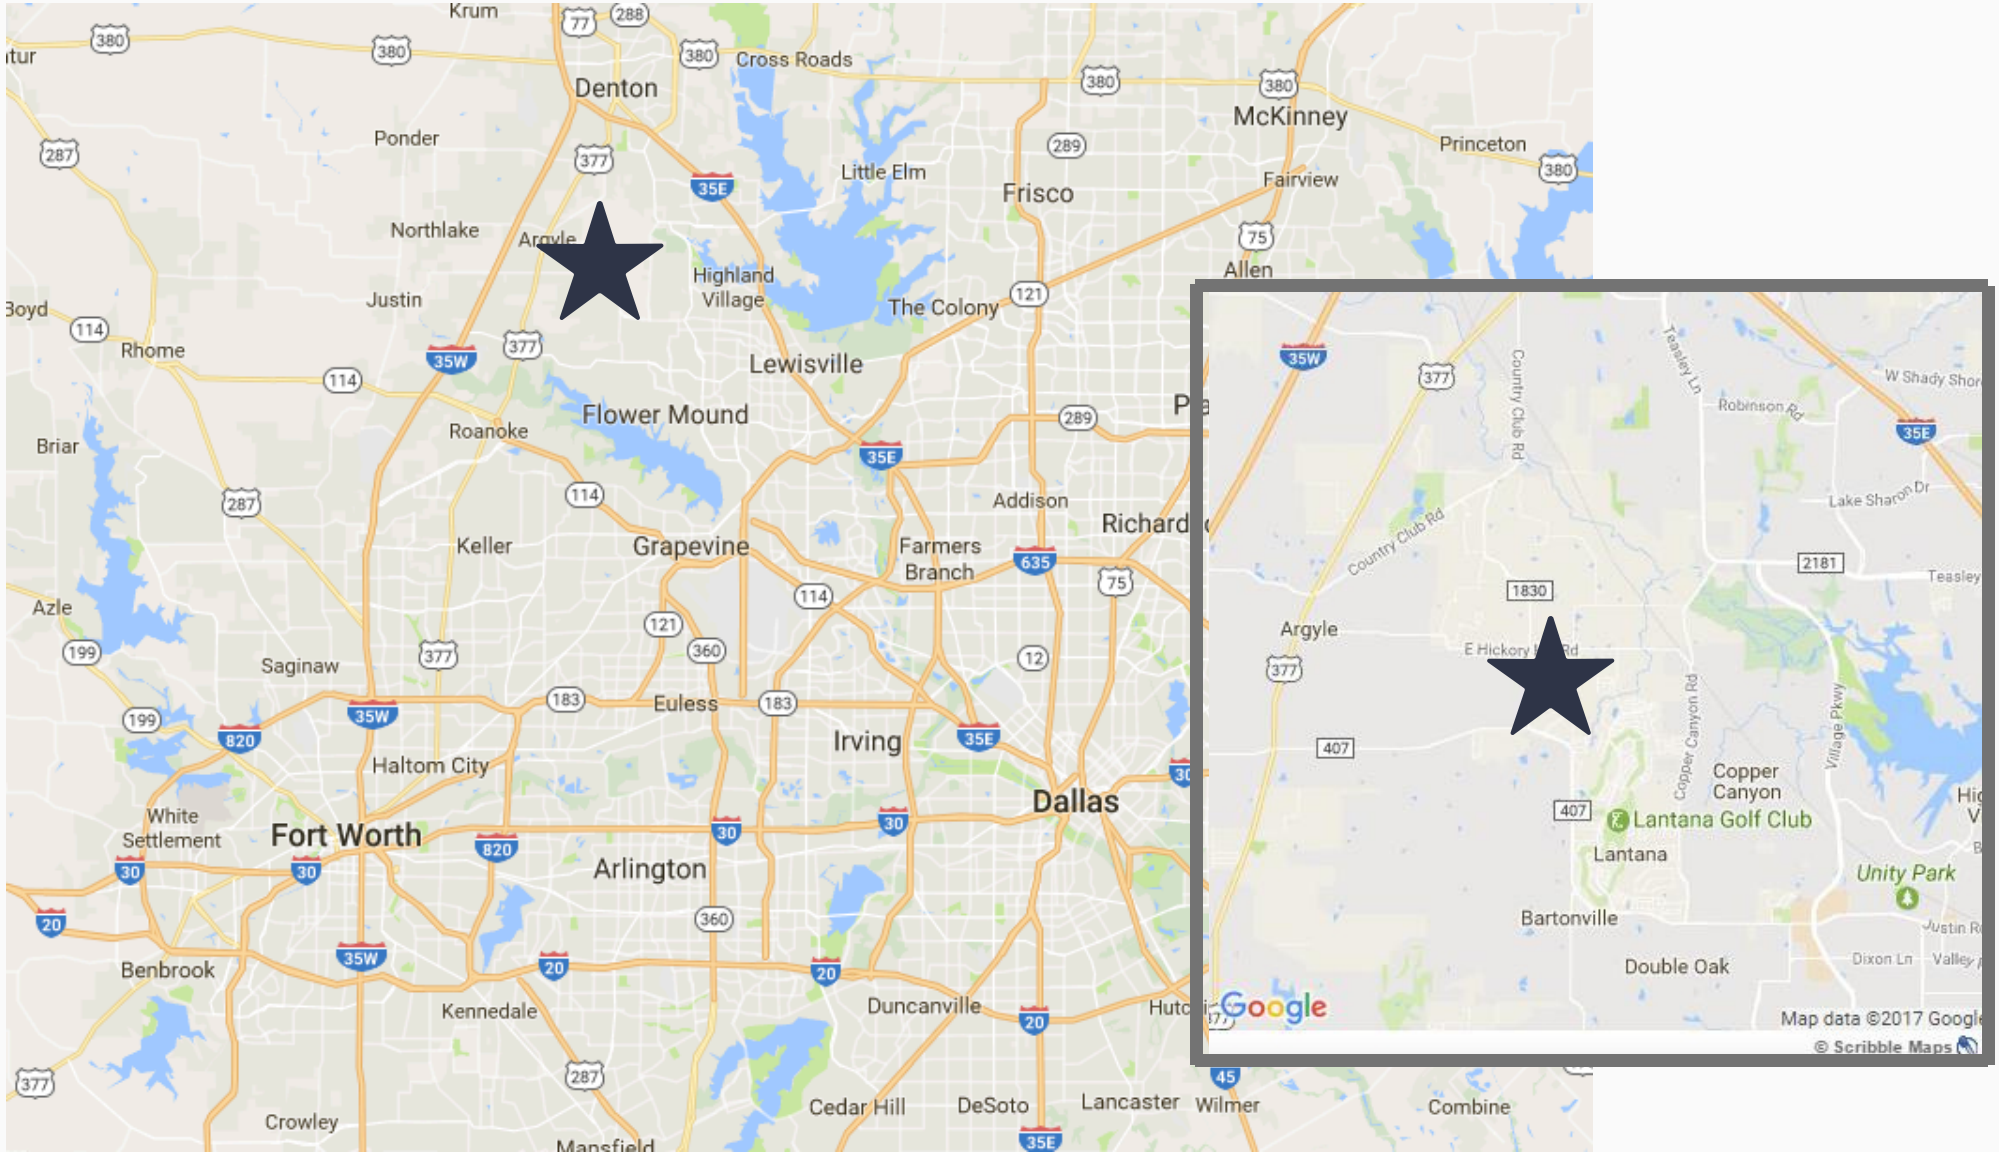 Krum
77
288
380
380
380
tur
Cross Roads
380
380
Denton
McKinney
Ponder
289
Princeton
287
377
380
Little Elm
35E
Fairview
Frisco
Northlake
Argyle
75
Highland
Village
Allen
Justin
121
Boyd
The Colony
114
377
Rhome
35W
Lewisville
114
Flower Mound
289
Roanoke
Briar
35E
114
287
Addison
Keller
Grapevine
Farmers
Branch
635
75
114
Azle
121
199
377
360
12
Saginaw
183
Euless
183
35W
199
820
Irving
35E
Haltom City
30
Dallas
White
Settlement
Fort Worth
820
30
30
30
30
Arlington
20
360
35W
Benbrook
20
20
Kennedale
Duncanville
20
377
287
45
Crowley
Cedar Hill
DeSoto
Lancaster
Wilmer
Combine
Mansfield
35E
35W
377
Country Club Rd
Teasley Ln
W Shady Shor
Robinson Rd
35E
Lake Sharon Dr
Country Club Rd
2181
Teasley
1830
Argyle
E Hickory Rd
377
Copper Canyon Rd
Village Pkwy
407
Copper
Canyon
407
Lantana Golf Club
Lantana
Unity Park
Bartonville
Justin R
Double Oak
Dixon Ln
Valley
Google
Map data ©2017 Google
© Scribble Maps